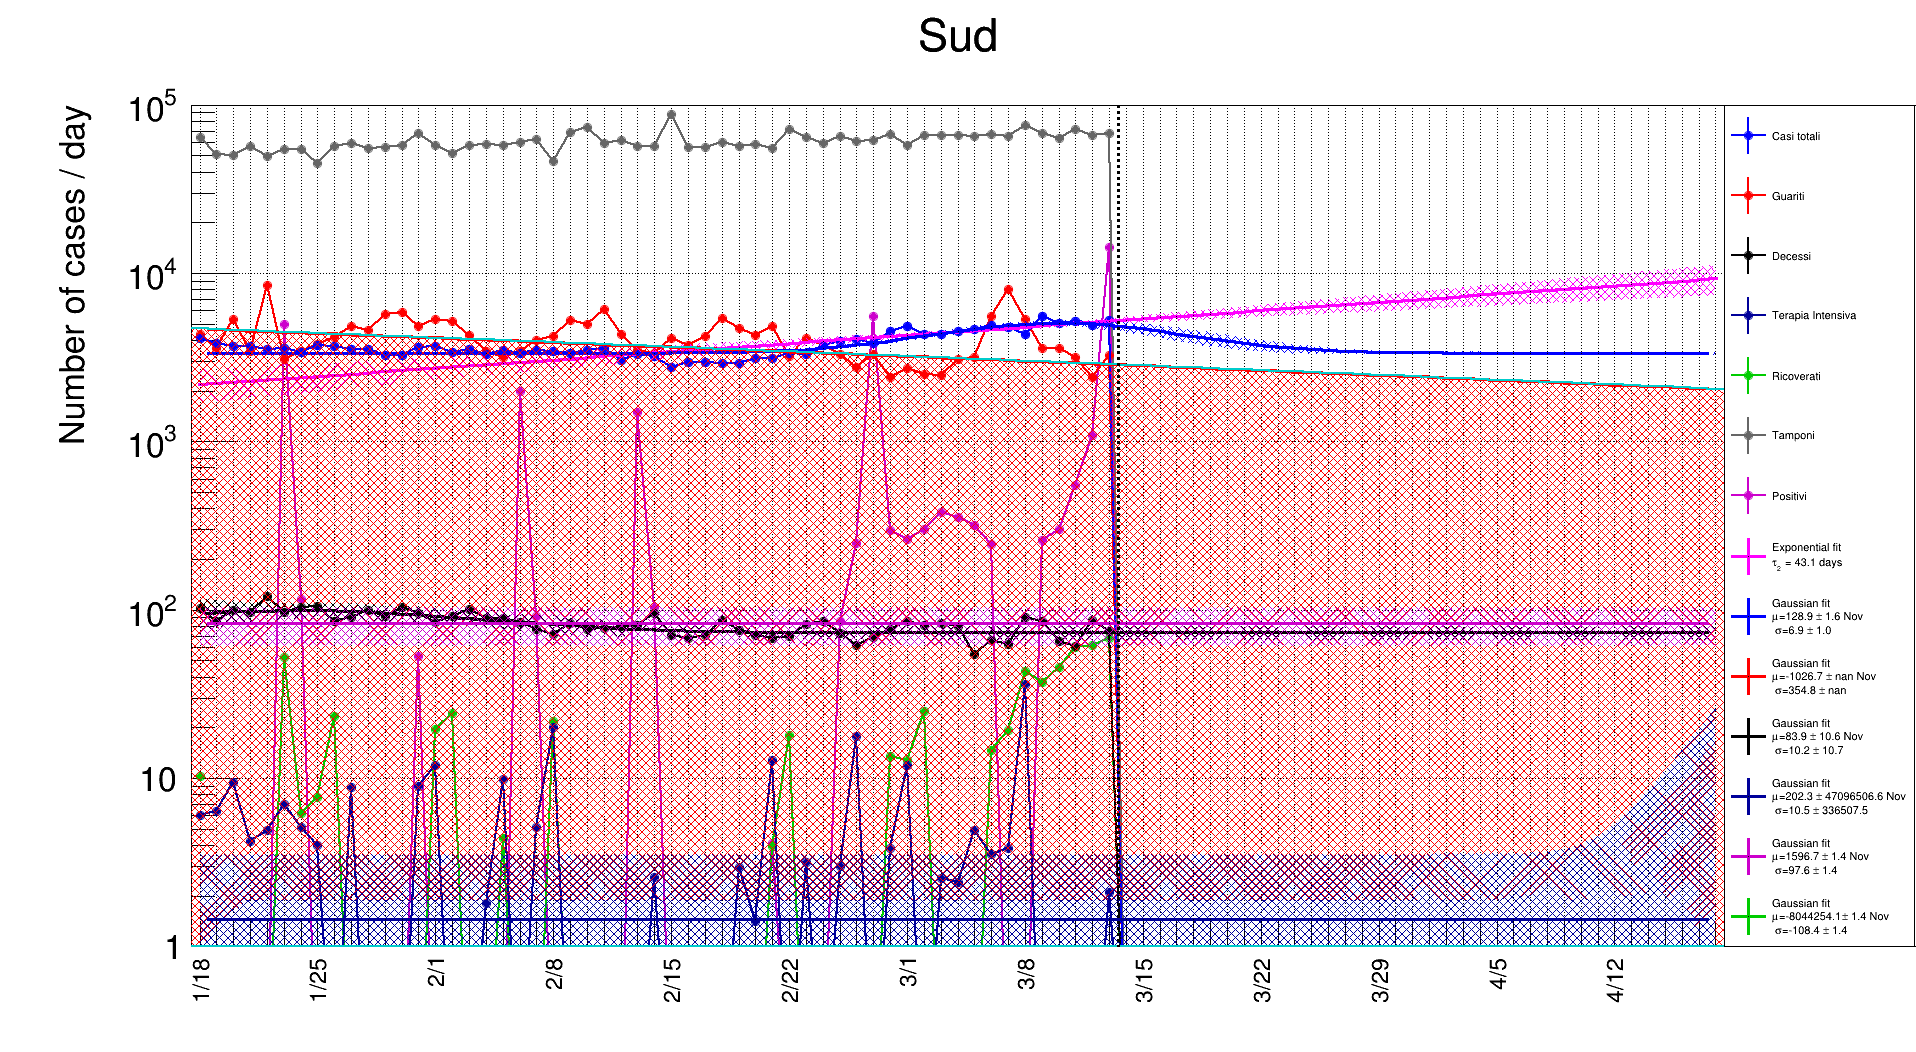 Sud
Number of cases / day
10^5
10^4
10^3
10^2
10
1
1/18
1/25
2/1
2/8
2/15
2/22
3/1
3/8
3/15
3/22
3/29
4/5
4/12
Casi totali
Guariti
Decessi
Terapia Intensiva
Ricoverati
Tamponi
Positivi
Exponential fit
τ₂ = 43.1 days
Gaussian fit
μ=128.9 ± 1.6 Nov
σ=6.9 ± 1.0
Gaussian fit
μ=-1026.7 ± nan Nov
σ=354.8 ± nan
Gaussian fit
μ=83.9 ± 10.6 Nov
σ=10.2 ± 10.7
Gaussian fit
μ=202.3 ± 47096506.6 Nov
σ=10.5 ± 336507.5
Gaussian fit
μ=1596.7 ± 1.4 Nov
σ=97.6 ± 1.4
Gaussian fit
μ=-8044254.1 ± 1.4 Nov
σ=-108.4 ± 1.4